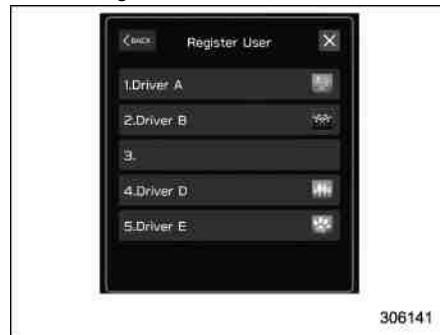 BACK
Register User
1.Driver A
2.Driver B
3.
4.Driver D
5.Driver E
306141